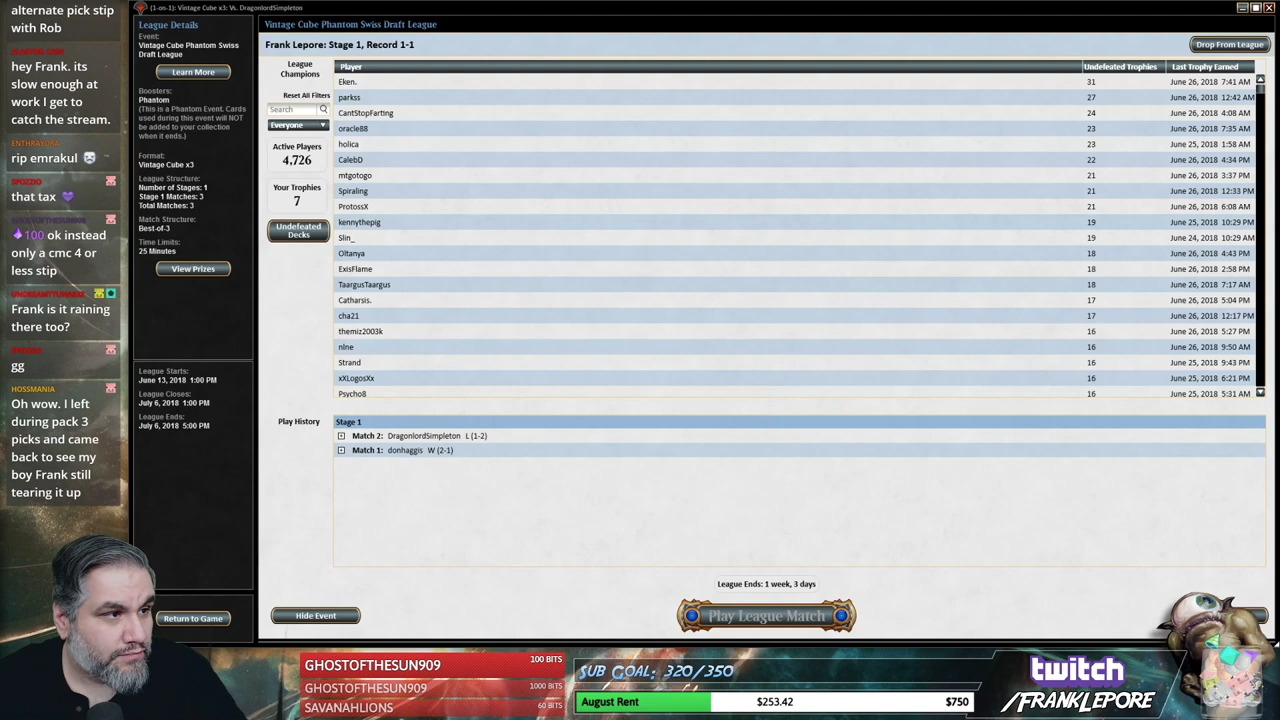 alternate pick stip
with Rob
hey Frank. its
slow enough at
work I get to
catch the stream.
rip emrakul
SPOZZIO
that tax
100 ok instead
only a cmc 4 or
less stip
Frank is it raining
there too?
gg
HOSSMANIA
Oh wow. I left
during pack 3
picks and came
back to see my
boy Frank still
tearing it up
(1-on-1): Vintage Cube x3: Vs. DragonlordSimpleton
League Details
Event:
Vintage Cube Phantom Swiss
Draft League
Learn More
Boosters:
Phantom
(This is a Phantom Event. Cards
used during this event will NOT
be added to your collection
when it ends.)
Format:
Vintage Cube x3
League Structure:
Number of Stages: 1
Stage 1 Matches: 3
Total Matches: 3
Match Structure:
Best-of-3
Time Limits:
25 Minutes
View Prizes
League Starts:
June 13, 2018 1:00 PM
League Closes:
July 6, 2018 1:00 PM
League Ends:
July 6, 2018 5:00 PM
Return to Game
Vintage Cube Phantom Swiss Draft League
Frank Lepore: Stage 1, Record 1-1
Drop From League
League
Champions
Reset All Filters
Search
Everyone
Active Players
4,726
Your Trophies
7
Undefeated
Decks
Player Undefeated Trophies Last Trophy Earned
Eken. 31 June 26, 2018 7:41 AM
parkss 27 June 26, 2018 12:42 AM
CantStopFarting 24 June 26, 2018 4:08 AM
oracle88 23 June 26, 2018 7:35 AM
holica 23 June 25, 2018 1:58 AM
CalebD 22 June 26, 2018 4:34 PM
mtgotogo 21 June 26, 2018 3:37 PM
Spiraling 21 June 26, 2018 12:33 PM
ProtossX 21 June 26, 2018 6:08 AM
kennythepig 19 June 25, 2018 10:29 PM
Slin_ 19 June 24, 2018 10:29 AM
Oltanya 18 June 26, 2018 4:43 PM
ExisFlame 18 June 26, 2018 2:58 PM
TaargusTaargus 18 June 26, 2018 7:17 AM
Catharsis. 17 June 26, 2018 5:04 PM
cha21 17 June 26, 2018 12:17 PM
themiz2003k 16 June 26, 2018 5:27 PM
nlne 16 June 26, 2018 9:50 AM
Strand 16 June 25, 2018 9:43 PM
xXLogosXx 16 June 25, 2018 6:21 PM
Psycho8 16 June 25, 2018 5:31 AM
Play History
Stage 1
Match 2: DragonlordSimpleton L (1-2)
Match 1: donhaggis W (2-1)
League Ends: 1 week, 3 days
Hide Event
Play League Match
GHOSTOFTHESUN909 100 BITS
GHOSTOFTHESUN909 1000 BITS
SAVANAHLIONS 60 BITS
SUB GOAL: 320/350
August Rent $253.42 $750
twitch
/FRANKLEPORE